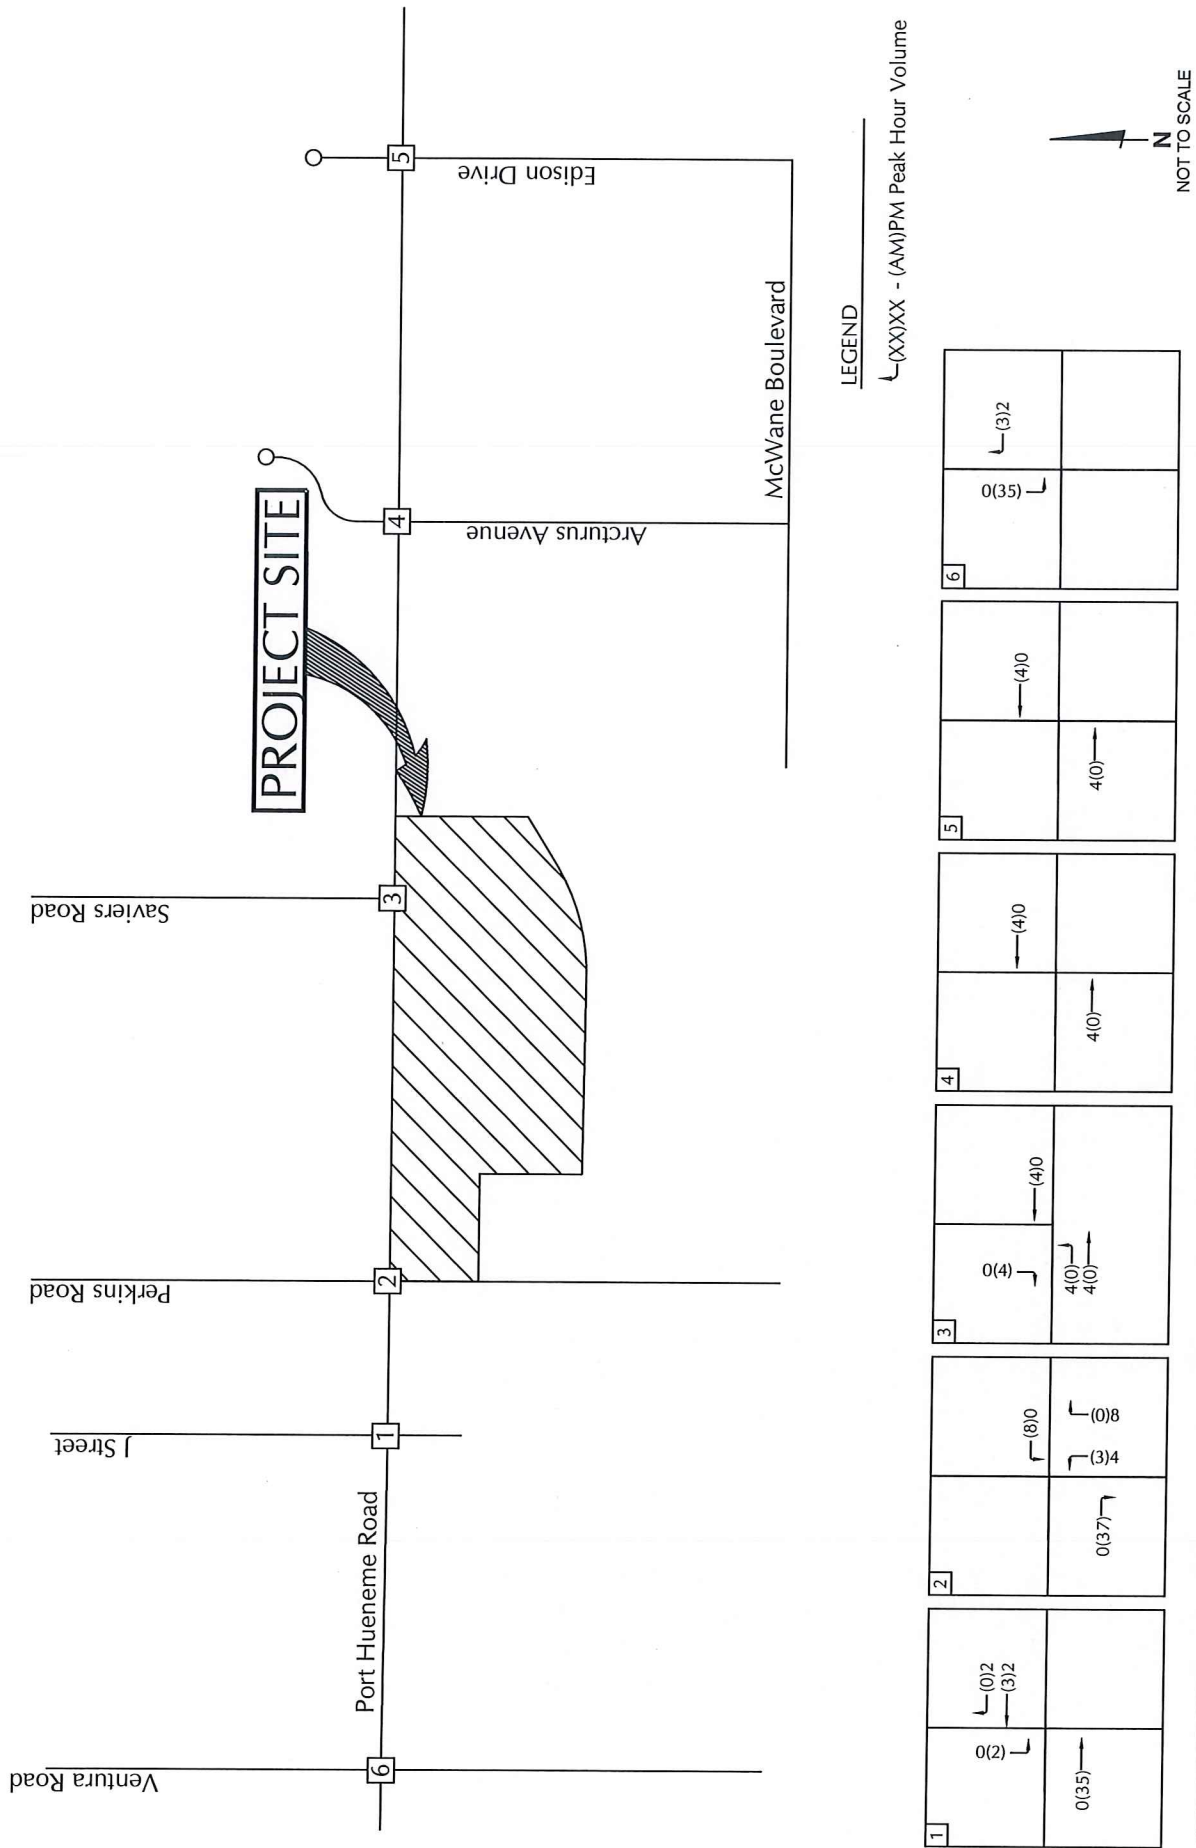 Ventura Road
J Street
Perkins Road
Saviers Road
PROJECT SITE
Port Hueneme Road
6
1
2
3
4
5
Arcturus Avenue
Edison Drive
McWane Boulevard
LEGEND
(XX)XX - (AM)PM Peak Hour Volume
1
0(2)
(0)2
(3)2
0(35)
2
(8)0
0(37)
(3)4
(0)8
3
0(4)
(4)0
4(0)
4(0)
4
(4)0
4(0)
5
(4)0
4(0)
6
0(35)
(3)2
N
NOT TO SCALE